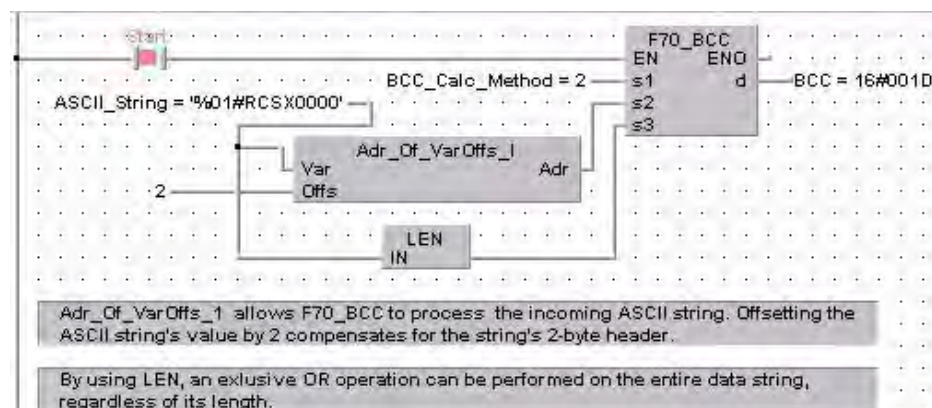 Start
F70_BCC
EN ENO
BCC_Calc_Method = 2 s1 d BCC = 16#001D
ASCII_String = '%01#RCSX0000' s2
s3
Adr_Of_VarOffs_I
Var Adr
2 Offs
LEN
IN
Adr_Of_VarOffs_1 allows F70_BCC to process the incoming ASCII string. Offsetting the
ASCII string's value by 2 compensates for the string's 2-byte header.
By using LEN, an exlusive OR operation can be performed on the entire data string,
regardless of its length.